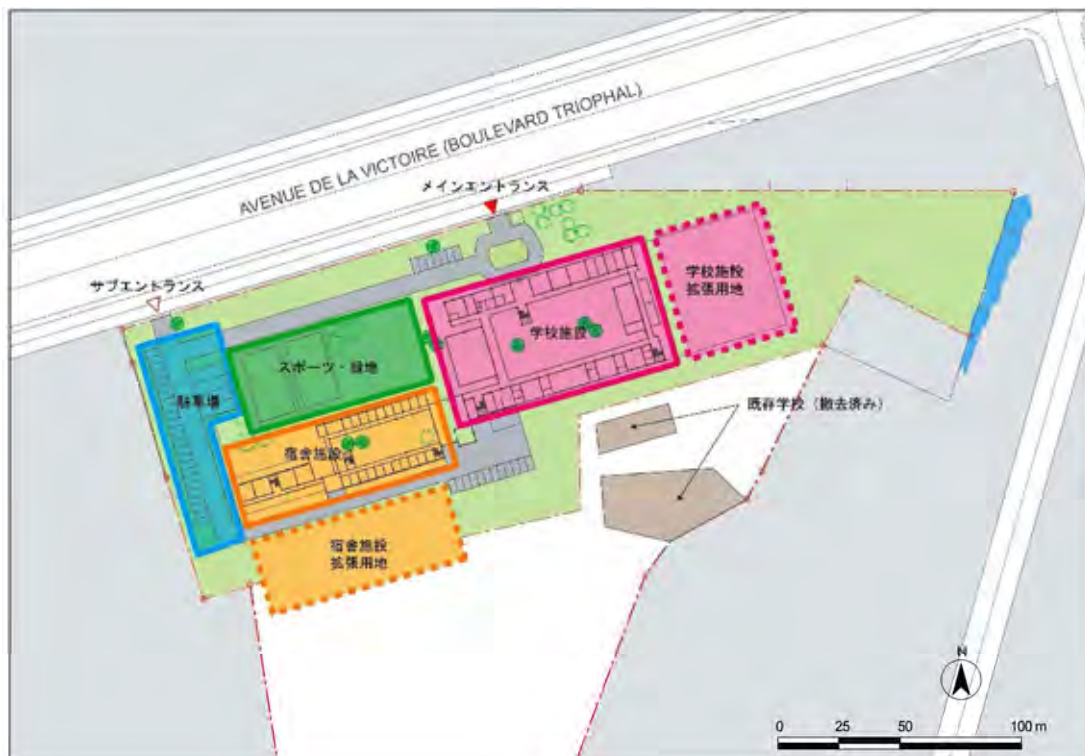 AVENUE DE LA VICTOIRE (BOULEVARD TRIOPHAL)
メインエントランス
サブエントランス
学校施設
拡張用地
学校施設
スポーツ・緑地
駐車場
既存学校（撤去済み）
宿舎施設
宿舎施設
拡張用地
N
0 25 50 100 m